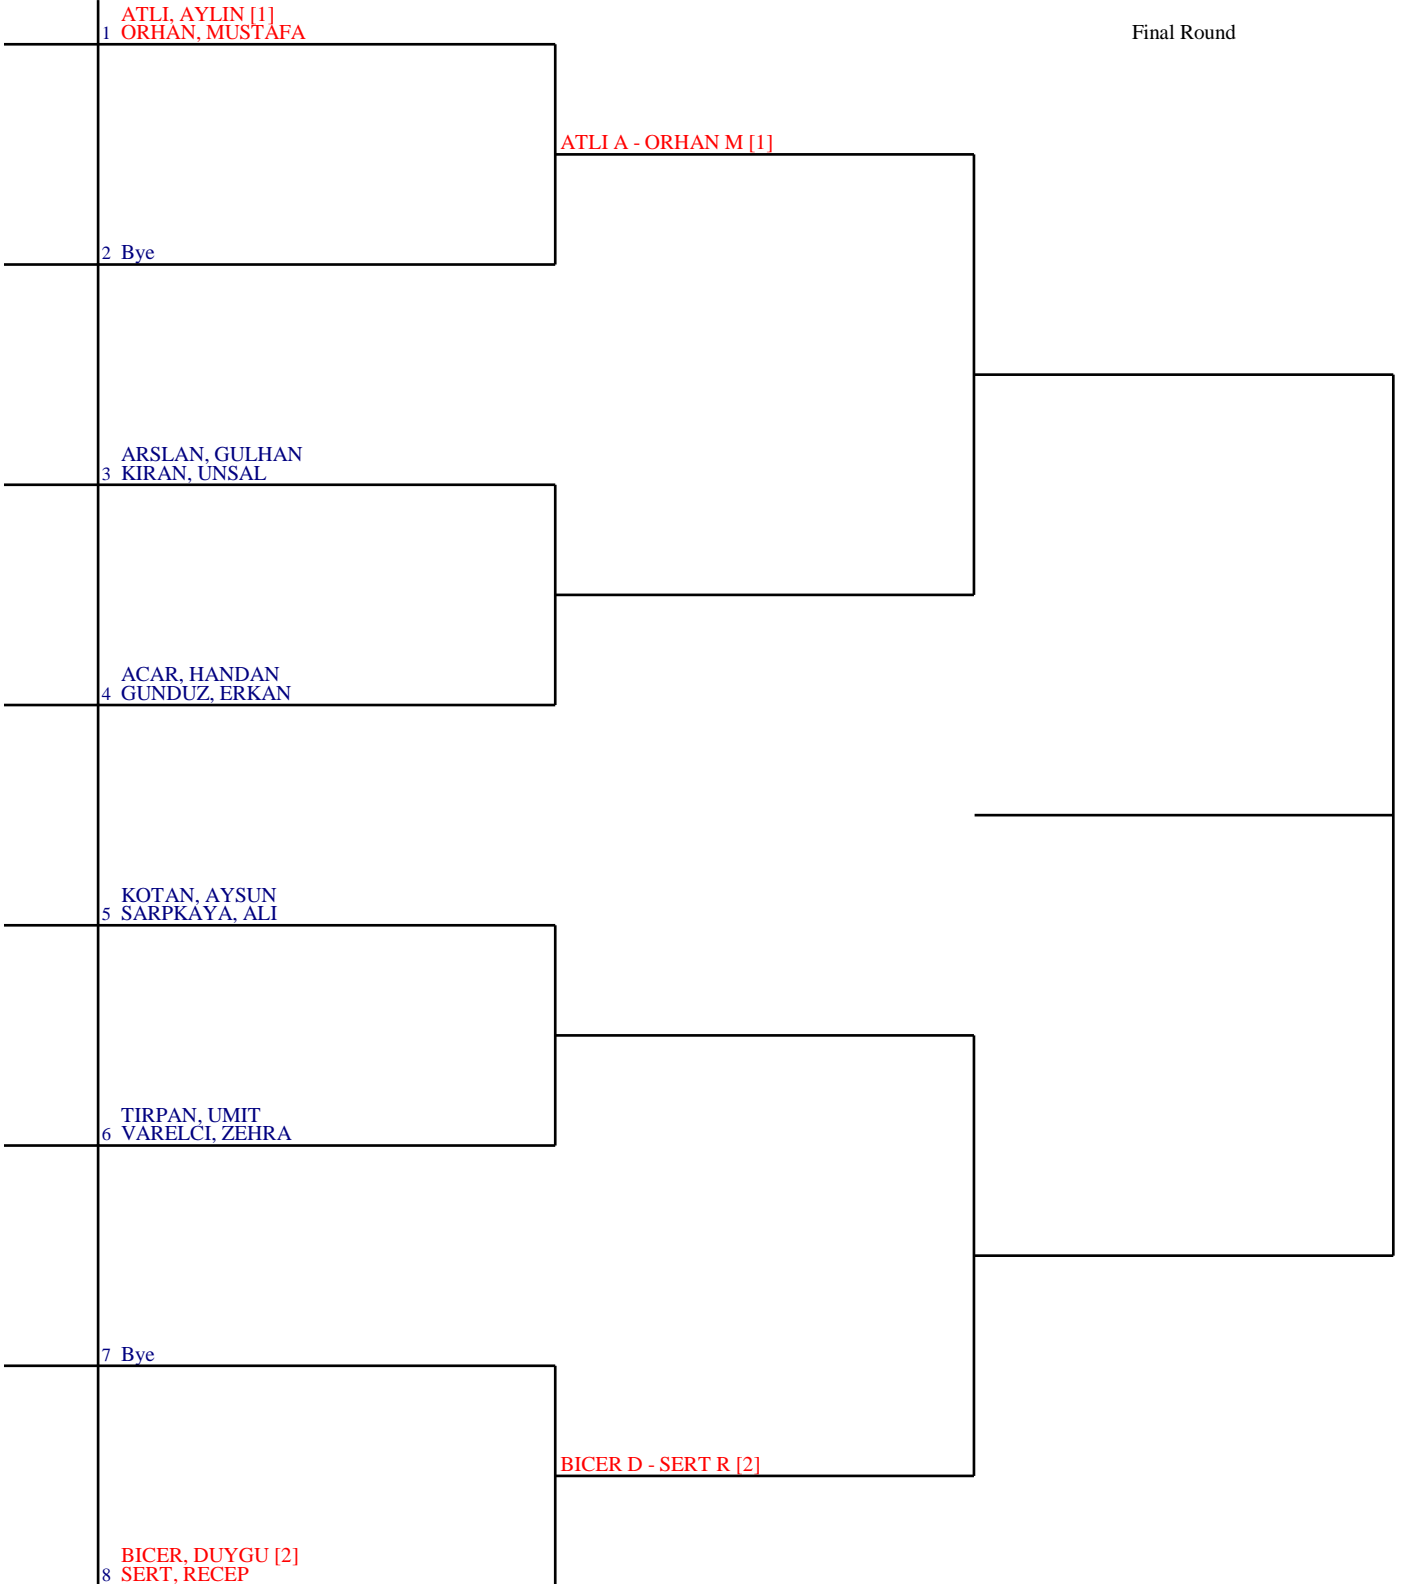 ATLI, AYLIN [1]
1 ORHAN, MUSTAFA
Final Round
ATLI A - ORHAN M [1]
2 Bye
ARSLAN, GULHAN
3 KIRAN, UNSAL
ACAR, HANDAN
4 GUNDUZ, ERKAN
KOTAN, AYSUN
5 SARPKAYA, ALI
TIRPAN, UMIT
6 VARELCI, ZEHRA
7 Bye
BICER D - SERT R [2]
BICER, DUYGU [2]
8 SERT, RECEP